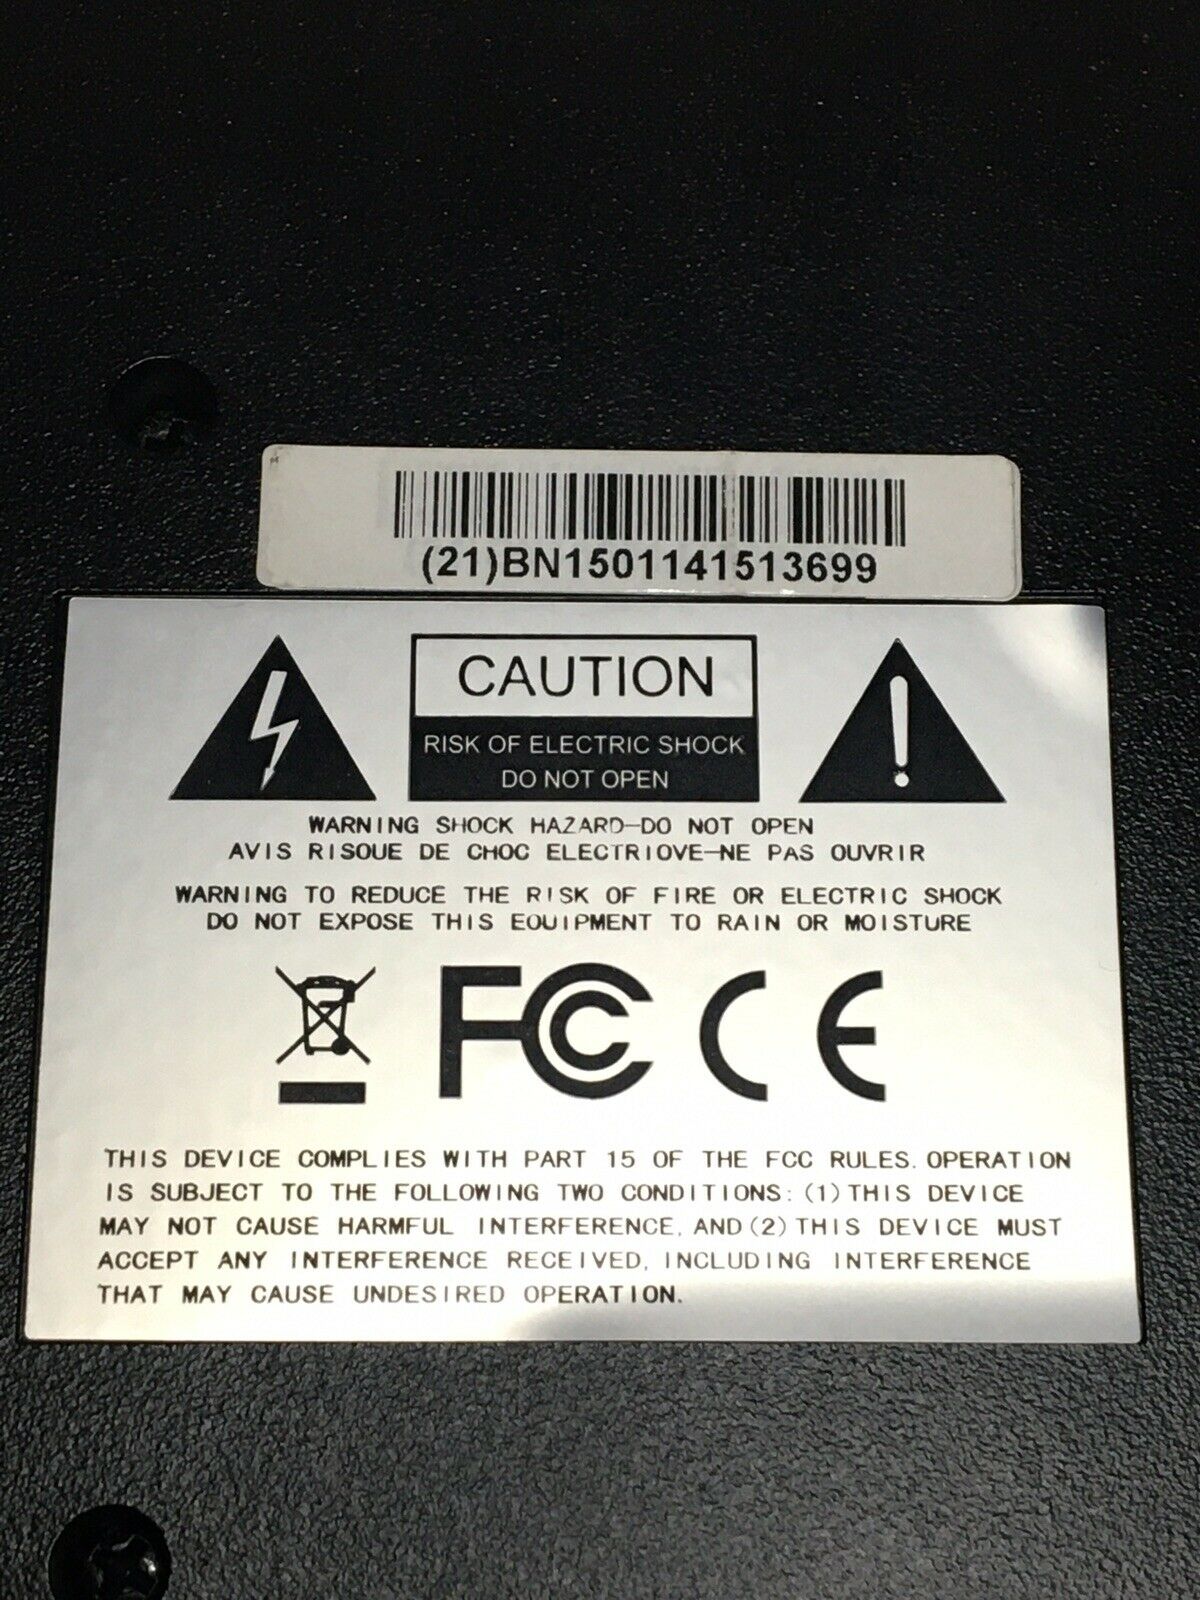 (21)BN1501141513699
CAUTION
RISK OF ELECTRIC SHOCK
DO NOT OPEN
WARNING SHOCK HAZARD-DO NOT OPEN
AVIS RISOUE DE CHOC ELECTRIOVE-NE PAS OUVRIR
WARNING TO REDUCE THE RISK OF FIRE OR ELECTRIC SHOCK
DO NOT EXPOSE THIS EQUIPMENT TO RAIN OR MOISTURE
FC CE
THIS DEVICE COMPLIES WITH PART 15 OF THE FCC RULES. OPERATION
IS SUBJECT TO THE FOLLOWING TWO CONDITIONS: (1) THIS DEVICE
MAY NOT CAUSE HARMFUL INTERFERENCE, AND (2) THIS DEVICE MUST
ACCEPT ANY INTERFERENCE RECEIVED, INCLUDING INTERFERENCE
THAT MAY CAUSE UNDESIRED OPERATION.